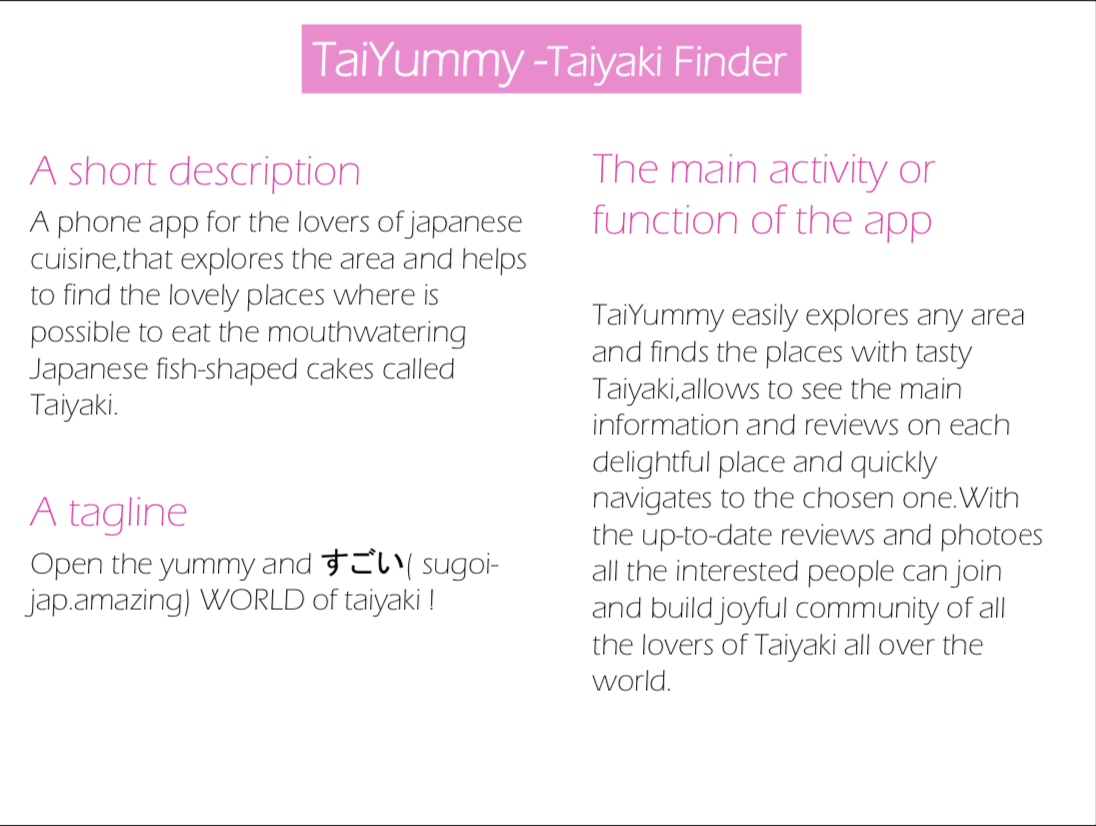 TaiYummy -Taiyaki Finder
A short description
A phone app for the lovers of japanese
cuisine,that explores the area and helps
to find the lovely places where is
possible to eat the mouthwatering
Japanese fish-shaped cakes called
Taiyaki.
A tagline
Open the yummy and すごい( sugoi-
jap.amazing) WORLD of taiyaki !
The main activity or
function of the app
TaiYummy easily explores any area
and finds the places with tasty
Taiyaki,allows to see the main
information and reviews on each
delightful place and quickly
navigates to the chosen one.With
the up-to-date reviews and photoes
all the interested people can join
and build joyful community of all
the lovers of Taiyaki all over the
world.